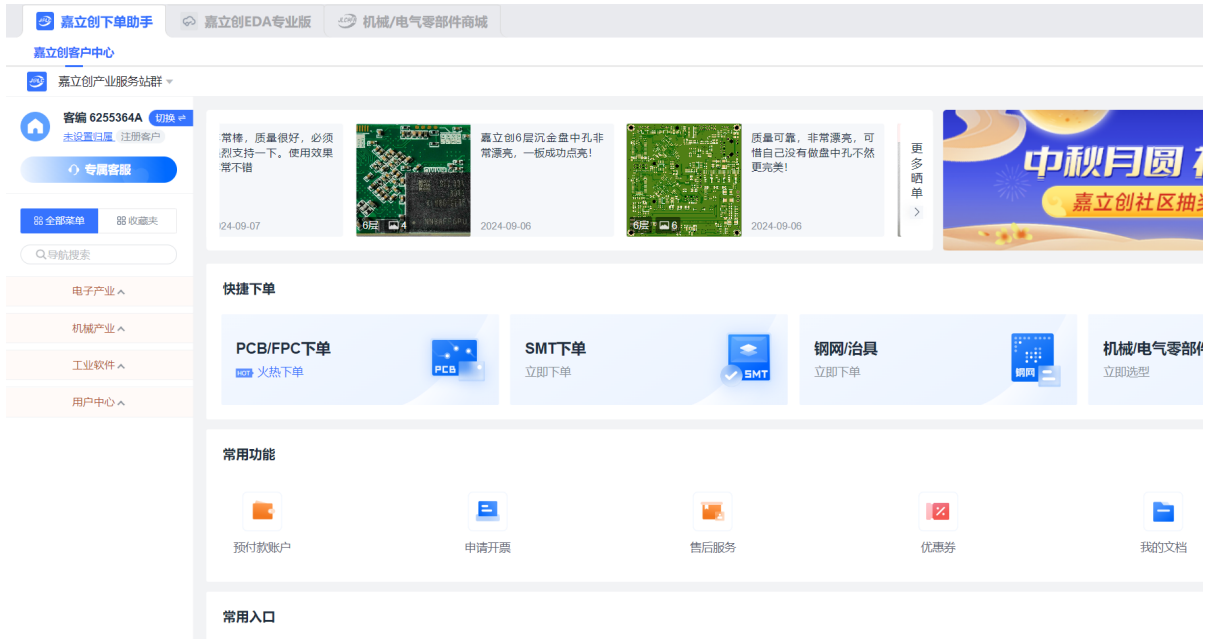 嘉立创下单助手
嘉立创EDA专业版
机械/电气零部件商城
嘉立创客户中心
嘉立创产业服务站群
客编 6255364A 切换
未设置归属 注册客户
专属客服
全部菜单 收藏夹
导航搜索
电子产业
机械产业
工业软件
用户中心
常棒，质量很好，必须
烈支持一下。使用效果
常不错
24-09-07
6层 4
嘉立创6层沉金盘中孔非
常漂亮，一板成功点亮！
2024-09-06
6层 6
质量可靠，非常漂亮，可
惜自己没有做盘中孔不然
更完美！
2024-09-06
更多晒单
中秋月圆
嘉立创社区抽
快捷下单
PCB/FPC下单
HOT 火热下单
PCB
SMT下单
立即下单
SMT
钢网/治具
立即下单
钢网
机械/电气零部
立即选型
常用功能
预付款账户
申请开票
售后服务
优惠券
我的文档
常用入口